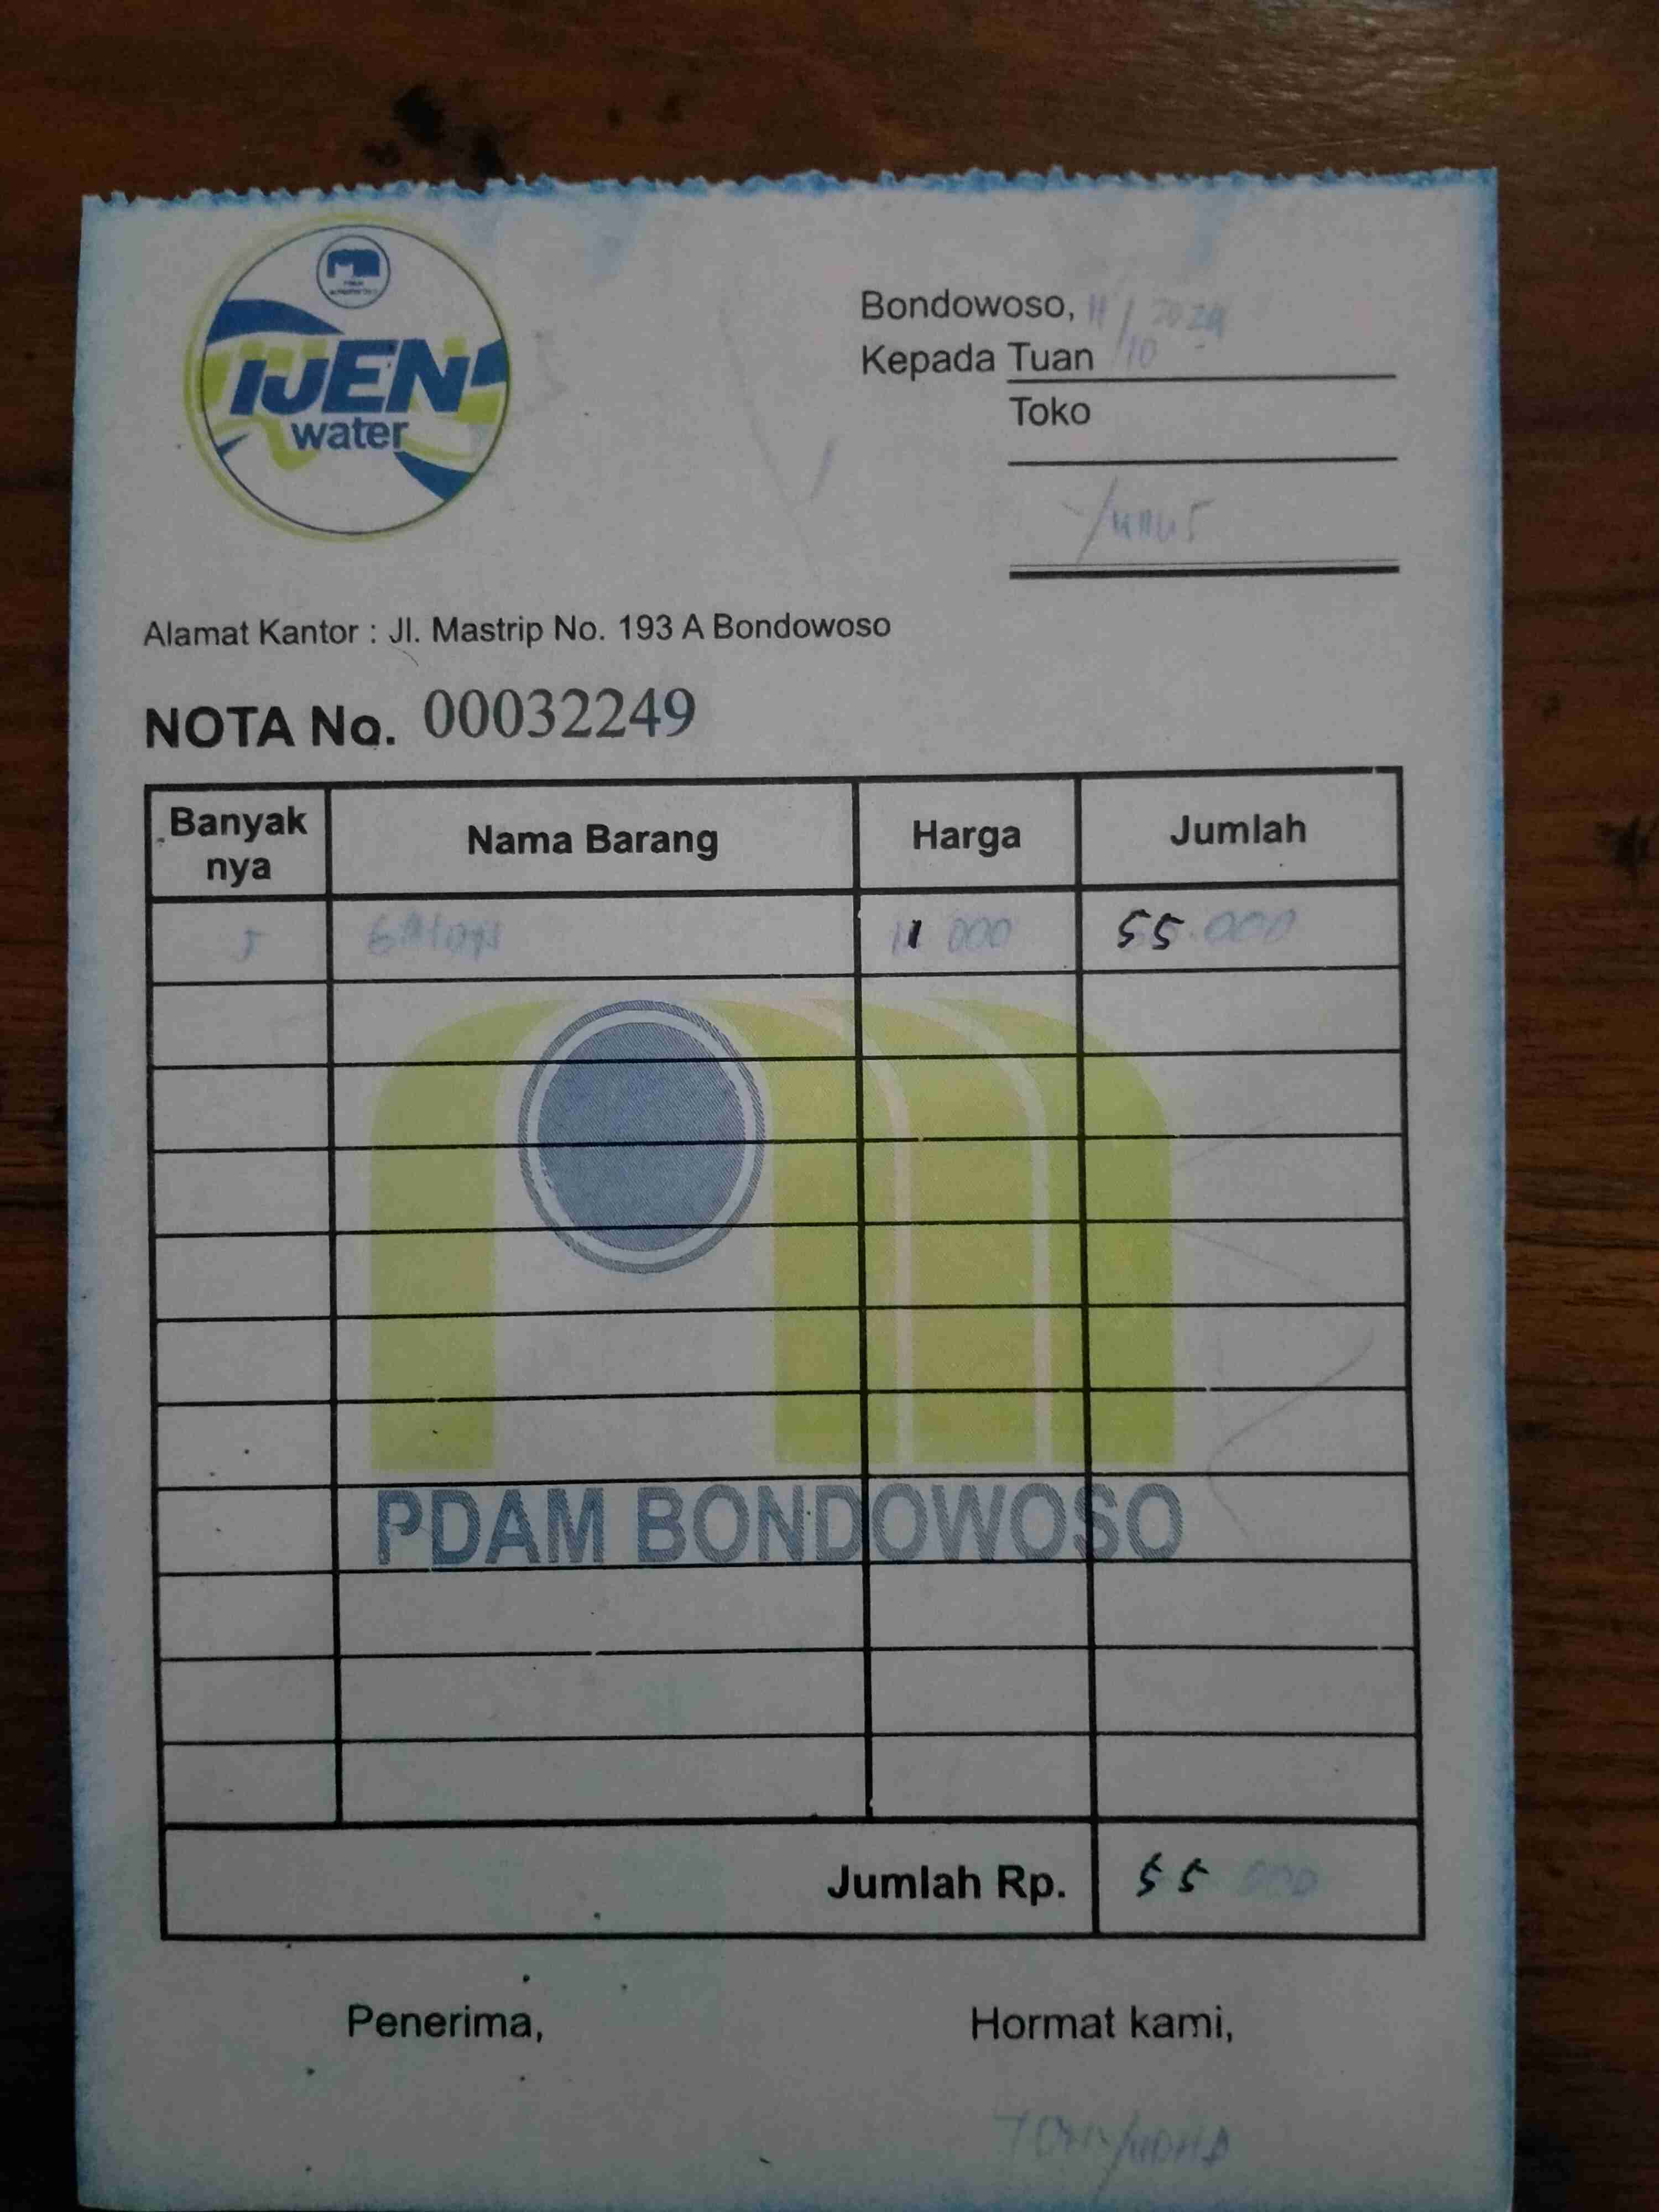 IJEN
water
Bondowoso, 11/10 2024
Kepada Tuan
Toko
Yunus
Alamat Kantor : Jl. Mastrip No. 193 A Bondowoso
NOTA No. 00032249
Banyak nya Nama Barang Harga Jumlah
5 Galon 11 000 55.000
PDAM BONDOWOSO
Jumlah Rp. 55 000
Penerima, Hormat kami,